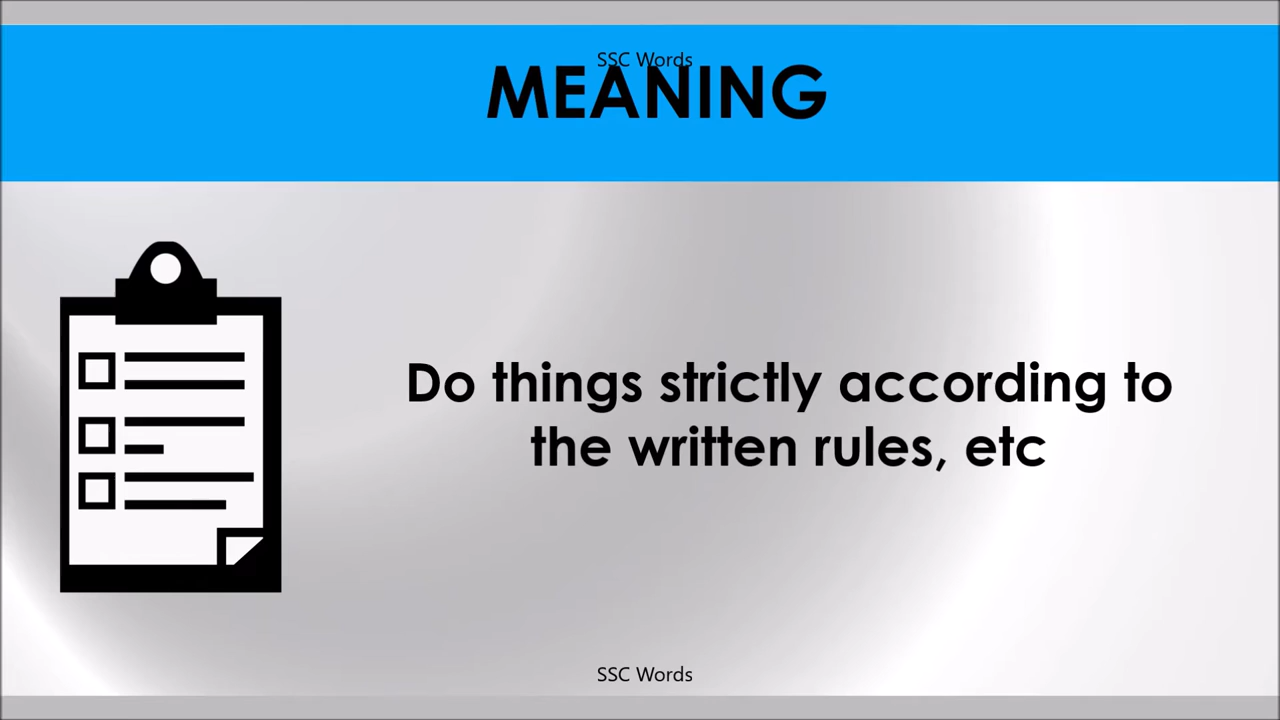 SSC Words
MEANING
Do things strictly according to
the written rules, etc
SSC Words